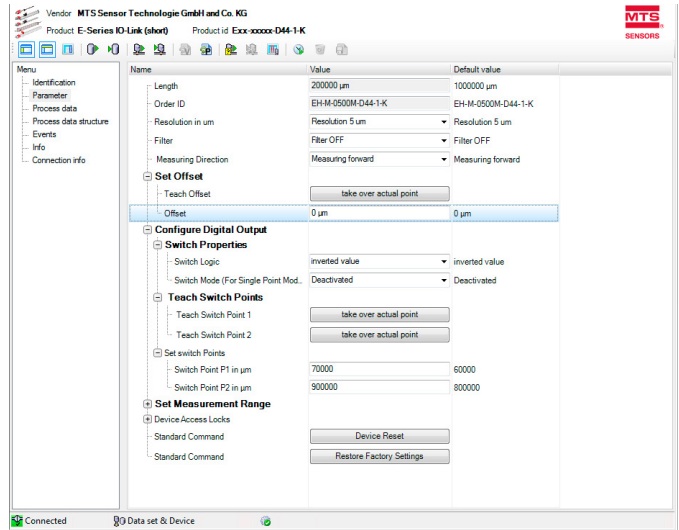 Vendor MTS Sensor Technologie GmbH and Co. KG
MTS
Product E-Series IO-Link (short) Product id Exx-xxxxx-D44-1-K
SENSORS
Menu
Identification
Parameter
Process data
Process data structure
Events
Info
Connection info
Name Value Default value
Length 200000 µm 1000000 µm
Order ID EH-M-0500M-D44-1-K EH-M-0500M-D44-1-K
Resolution in um Resolution 5 um Resolution 5 um
Filter Filter OFF Filter OFF
Measuring Direction Measuring forward Measuring forward
Set Offset
Teach Offset take over actual point
Offset 0 µm 0 µm
Configure Digital Output
Switch Properties
Switch Logic inverted value inverted value
Switch Mode (For Single Point Mod... Deactivated Deactivated
Teach Switch Points
Teach Switch Point 1 take over actual point
Teach Switch Point 2 take over actual point
Set switch Points
Switch Point P1 in µm 70000 60000
Switch Point P2 in µm 900000 800000
Set Measurement Range
Device Access Locks
Standard Command Device Reset
Standard Command Restore Factory Settings
Connected Data set & Device